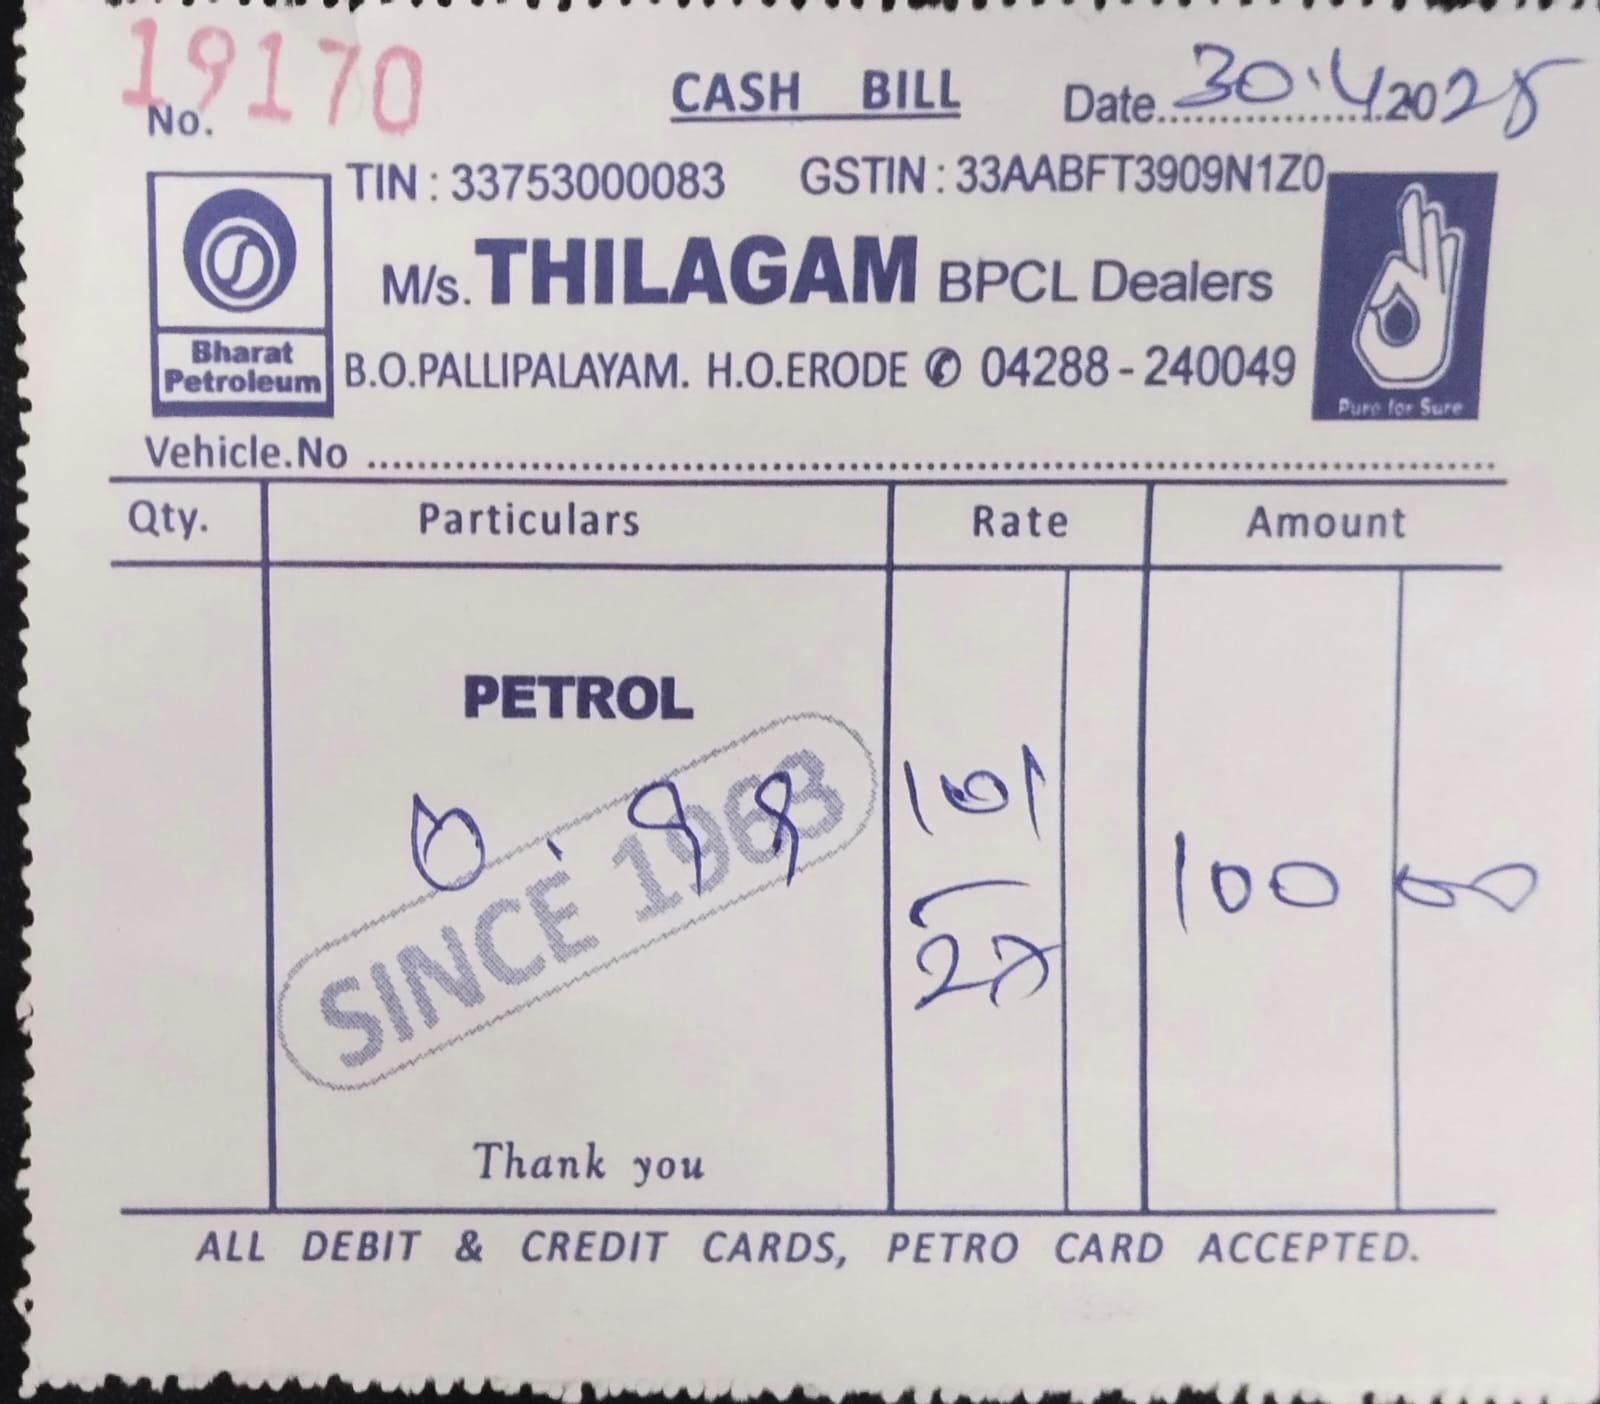 19170
No.
CASH BILL
Date 30.4.2025
TIN : 33753000083 GSTIN : 33AABFT3909N1Z0
M/s. THILAGAM BPCL Dealers
Bharat
Petroleum
B.O.PALLIPALAYAM. H.O.ERODE ✆ 04288 - 240049
Pure for Sure
Vehicle.No
Qty. Particulars Rate Amount
PETROL
0.99 101 100 00
27
SINCE 1963
Thank you
ALL DEBIT & CREDIT CARDS, PETRO CARD ACCEPTED.